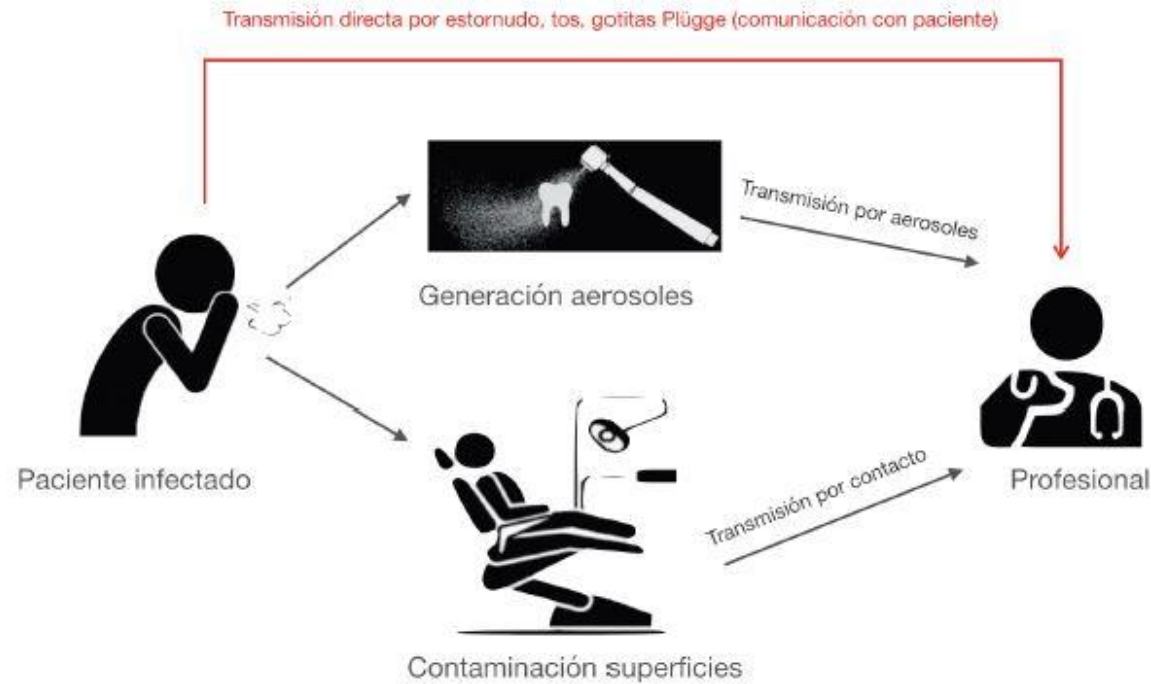 Transmisión directa por estornudo, tos, gotitas Plügge (comunicación con paciente)
Transmisión por aerosoles
Generación aerosoles
Paciente infectado
Profesional
Transmisión por contacto
Contaminación superficies